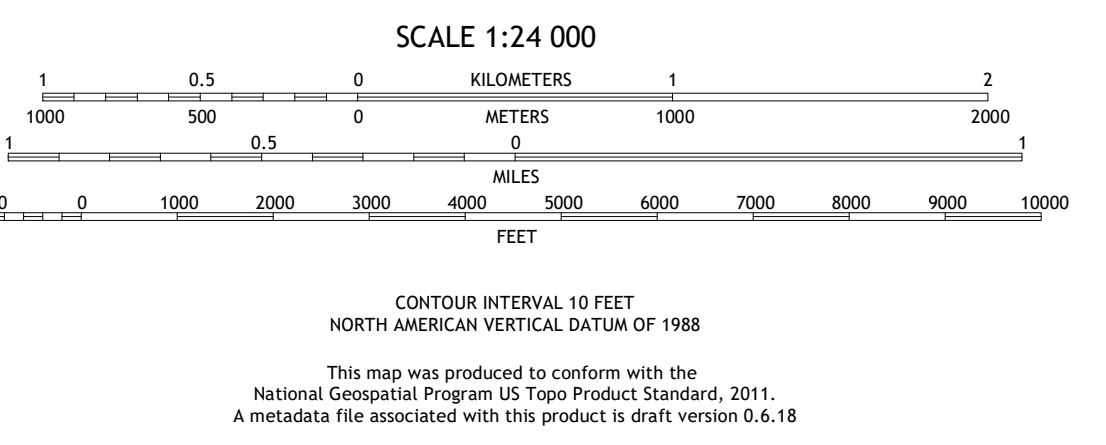 SCALE 1:24 000
1 0.5 0 KILOMETERS 1 2
1000 500 0 METERS 1000 2000
1 0.5 0 1
MILES
0 0 1000 2000 3000 4000 5000 6000 7000 8000 9000 10000
FEET
CONTOUR INTERVAL 10 FEET
NORTH AMERICAN VERTICAL DATUM OF 1988
This map was produced to conform with the
National Geospatial Program US Topo Product Standard, 2011.
A metadata file associated with this product is draft version 0.6.18